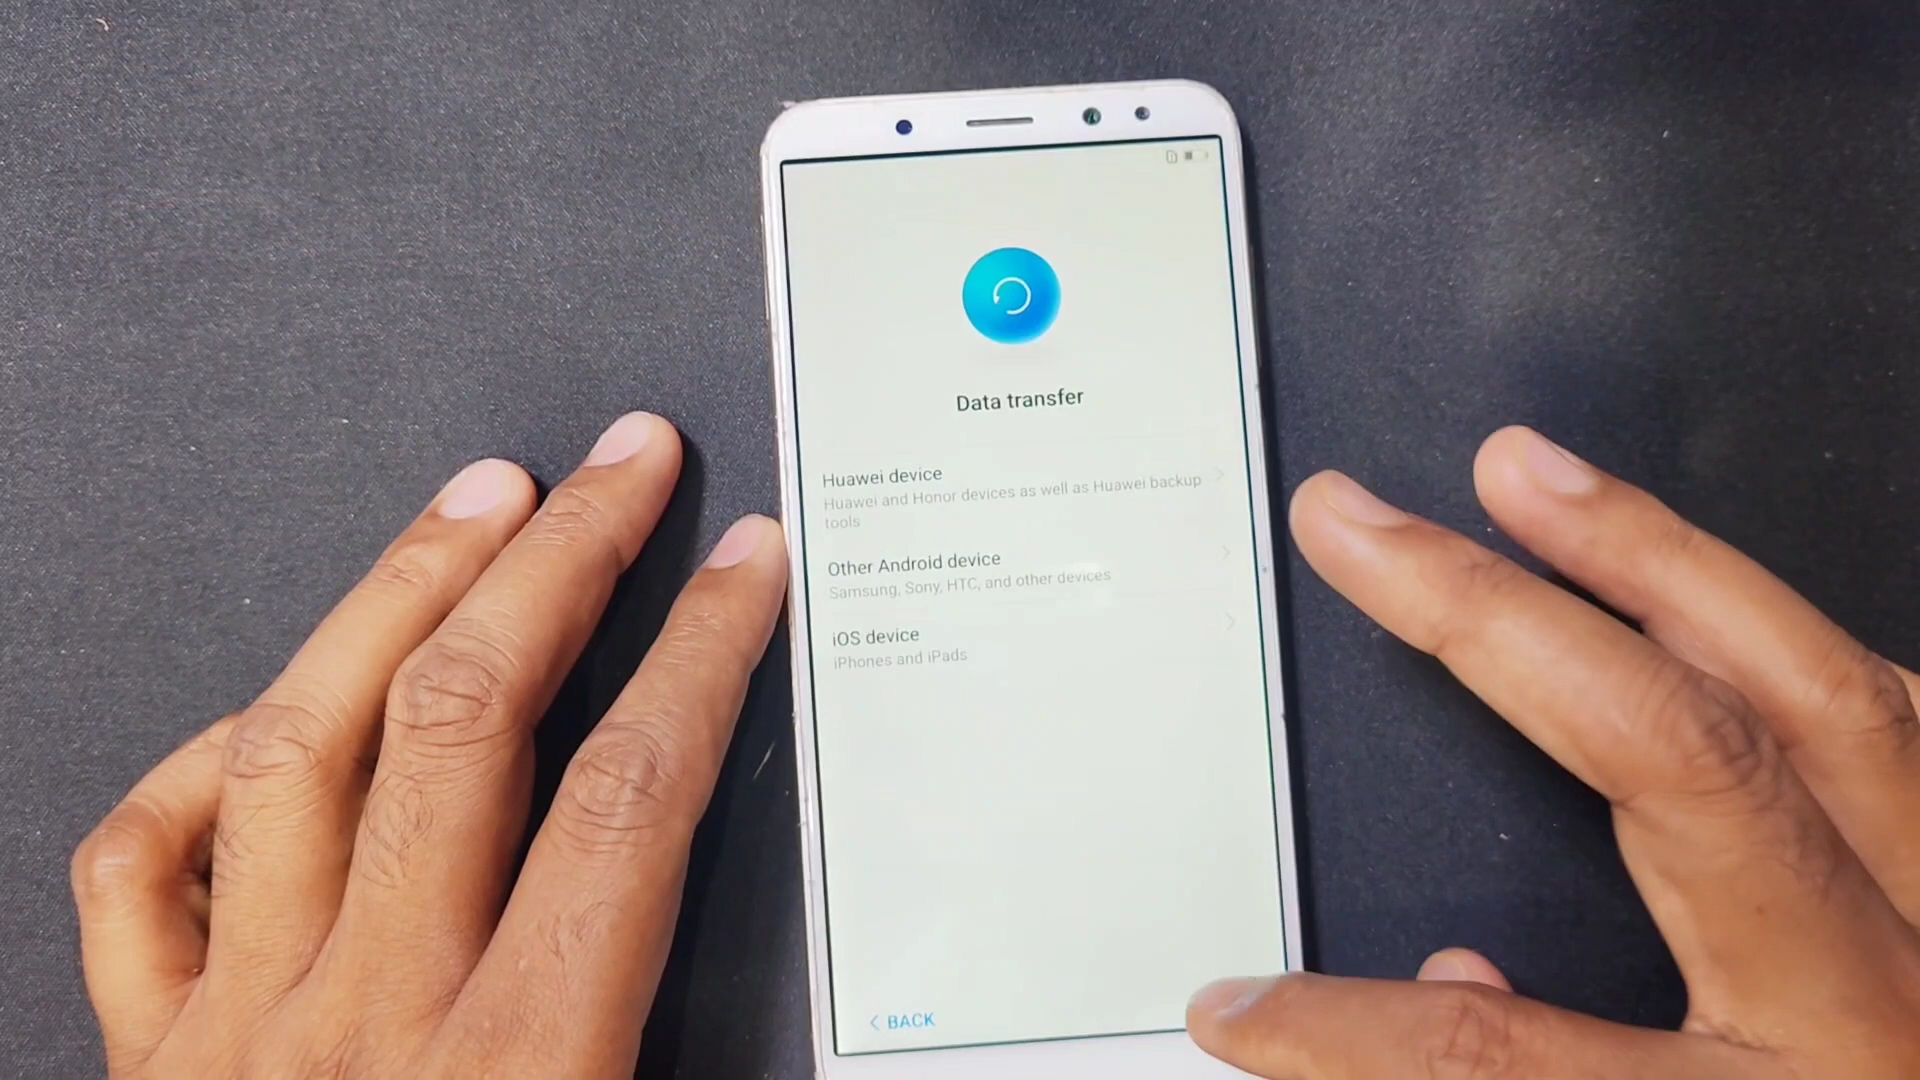 Data transfer
Huawei device
Huawei and Honor devices as well as Huawei backup
tools
Other Android device
Samsung, Sony, HTC, and other devices
iOS device
iPhones and iPads
BACK